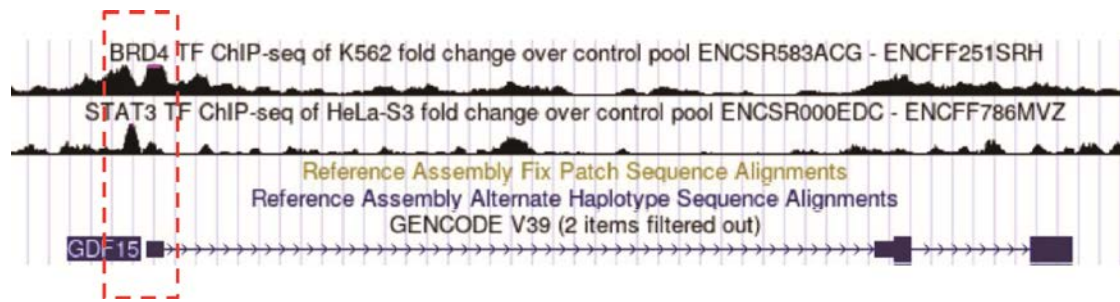 BRD4 TF ChIP-seq of K562 fold change over control pool ENCSR583ACG - ENCFF251SRH
STAT3 TF ChIP-seq of HeLa-S3 fold change over control pool ENCSR000EDC - ENCFF786MVZ
Reference Assembly Fix Patch Sequence Alignments
Reference Assembly Alternate Haplotype Sequence Alignments
GENCODE V39 (2 items filtered out)
GDF15